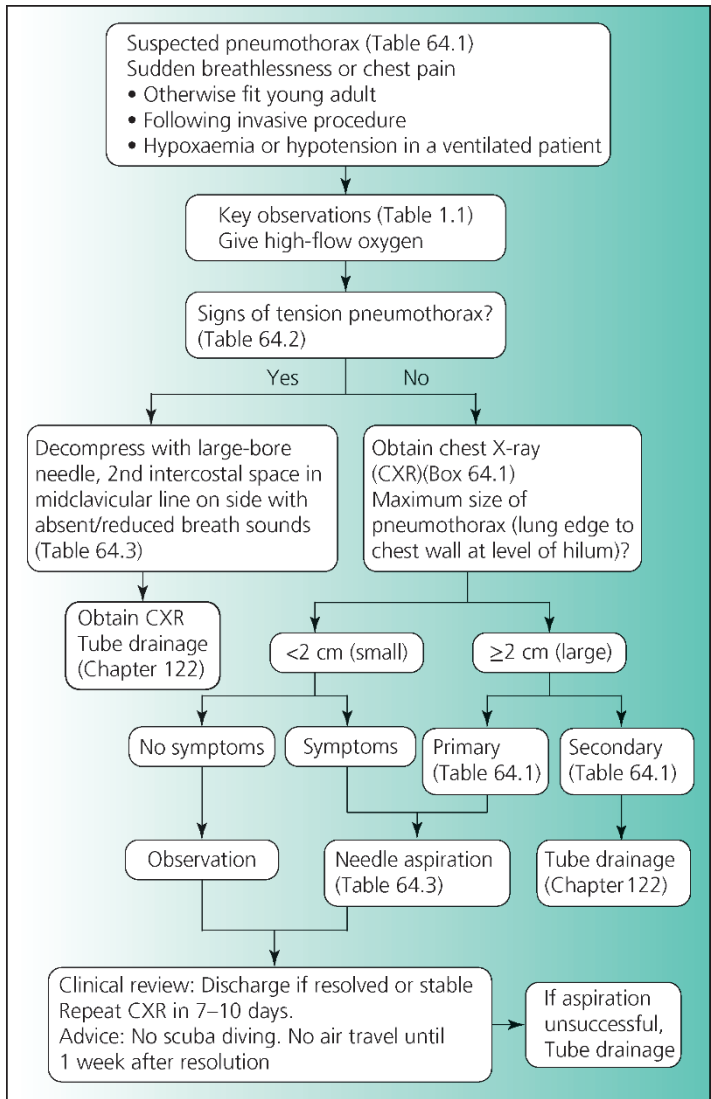 Suspected pneumothorax (Table 64.1)
Sudden breathlessness or chest pain
• Otherwise fit young adult
• Following invasive procedure
• Hypoxaemia or hypotension in a ventilated patient
Key observations (Table 1.1)
Give high-flow oxygen
Signs of tension pneumothorax?
(Table 64.2)
Yes
No
Decompress with large-bore
needle, 2nd intercostal space in
midclavicular line on side with
absent/reduced breath sounds
(Table 64.3)
Obtain chest X-ray
(CXR)(Box 64.1)
Maximum size of
pneumothorax (lung edge to
chest wall at level of hilum)?
Obtain CXR
Tube drainage
(Chapter 122)
<2 cm (small)
≥2 cm (large)
No symptoms
Symptoms
Primary
(Table 64.1)
Secondary
(Table 64.1)
Observation
Needle aspiration
(Table 64.3)
Tube drainage
(Chapter 122)
Clinical review: Discharge if resolved or stable
Repeat CXR in 7–10 days.
Advice: No scuba diving. No air travel until
1 week after resolution
If aspiration
unsuccessful,
Tube drainage